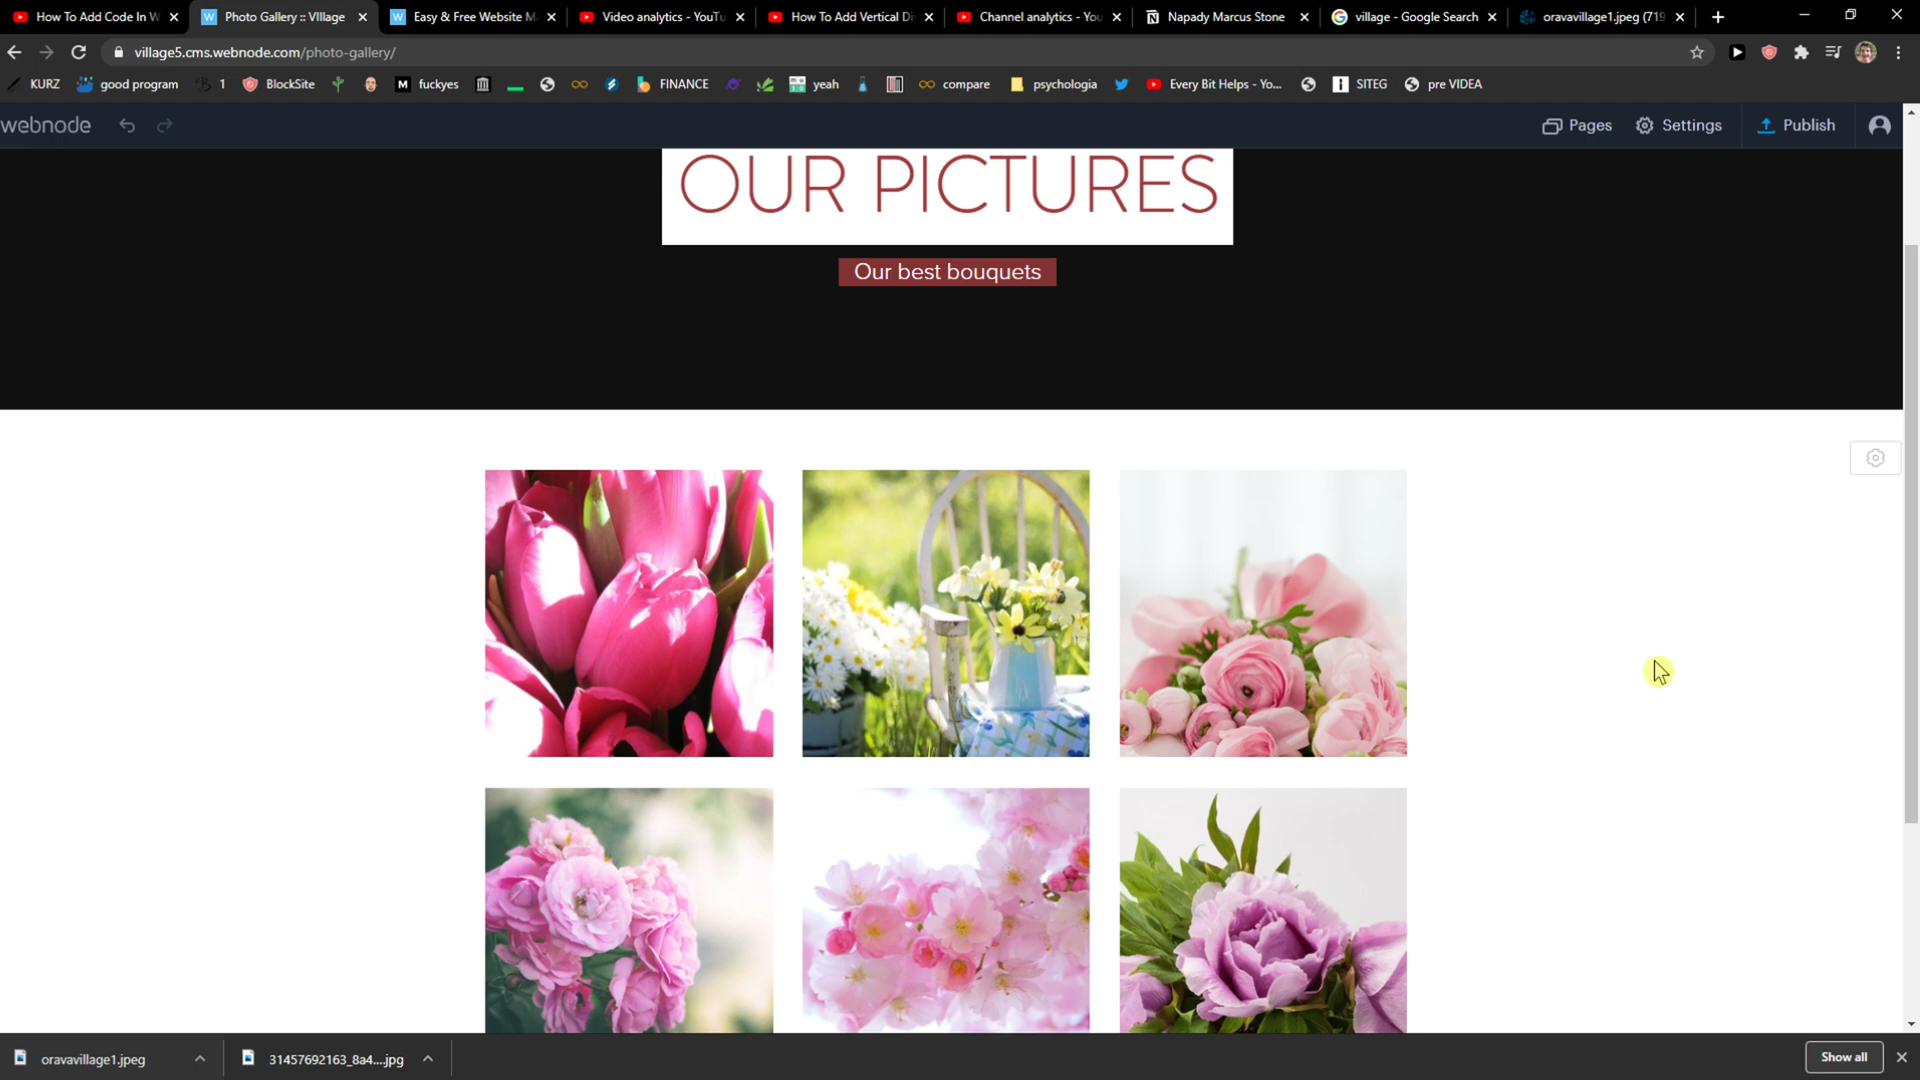 How To Add Code In W
Photo Gallery :: VIllage
Easy & Free Website M
Video analytics - YouTu
How To Add Vertical Di
Channel analytics - You
Napady Marcus Stone
village - Google Search
oravavillage1.jpeg (719
village5.cms.webnode.com/photo-gallery/
KURZ
good program
1
BlockSite
fuckyes
FINANCE
yeah
compare
psychologia
Every Bit Helps - Yo...
SITEG
pre VIDEA
webnode
Pages
Settings
Publish
OUR PICTURES
Our best bouquets
oravavillage1.jpeg
31457692163_8a4....jpg
Show all